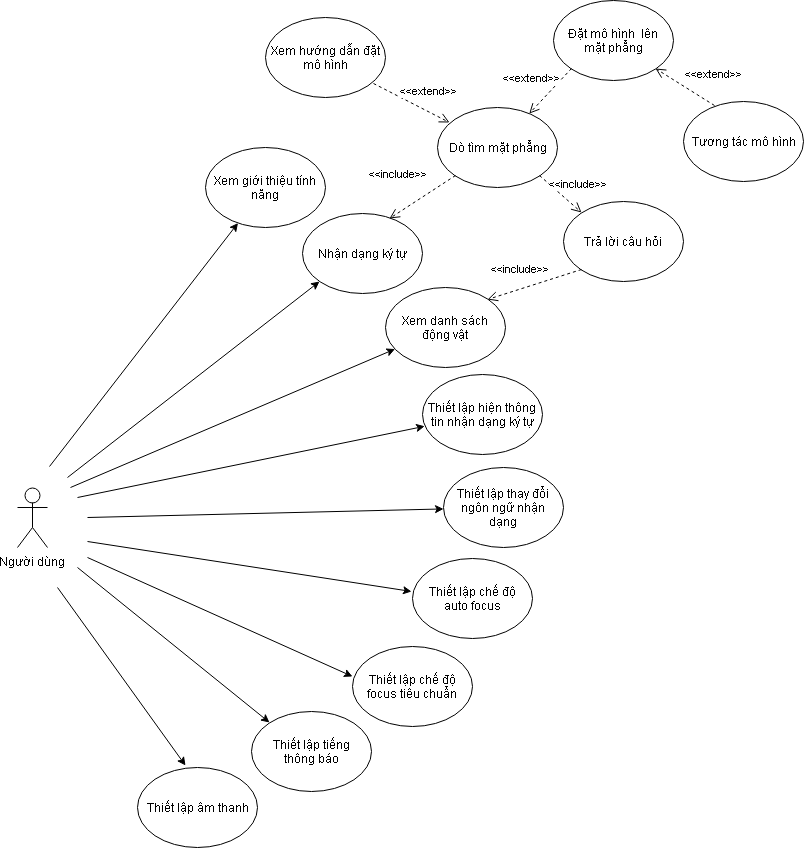 Đặt mô hình lên
mặt phẳng
Xem hướng dẫn đặt
mô hình
<<extend>>
<<extend>>
<<extend>>
Dò tìm mặt phẳng
Tương tác mô hình
<<include>>
<<include>>
Xem giới thiệu tính
năng
Nhận dạng ký tự
Trả lời câu hỏi
<<include>>
Xem danh sách
động vật
Thiết lập hiện thông
tin nhận dạng ký tự
Thiết lập thay đổi
ngôn ngữ nhận
dạng
Người dùng
Thiết lập chế độ
auto focus
Thiết lập chế độ
focus tiêu chuẩn
Thiết lập tiếng
thông báo
Thiết lập âm thanh